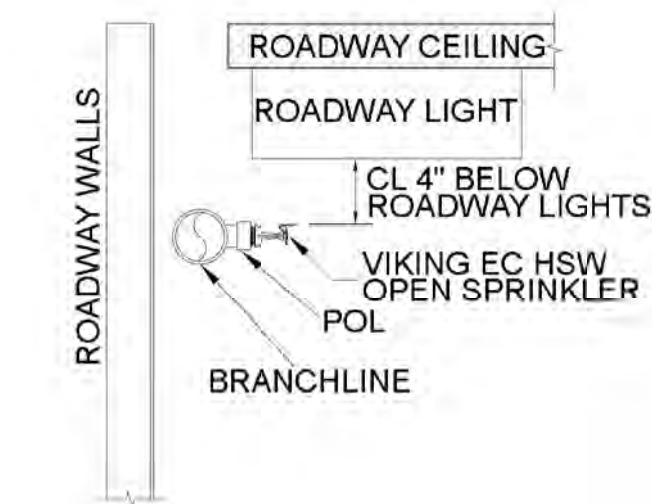 ROADWAY CEILING
ROADWAY LIGHT
ROADWAY WALLS
CL 4" BELOW
ROADWAY LIGHTS
VIKING EC HSW
OPEN SPRINKLER
POL
BRANCHLINE